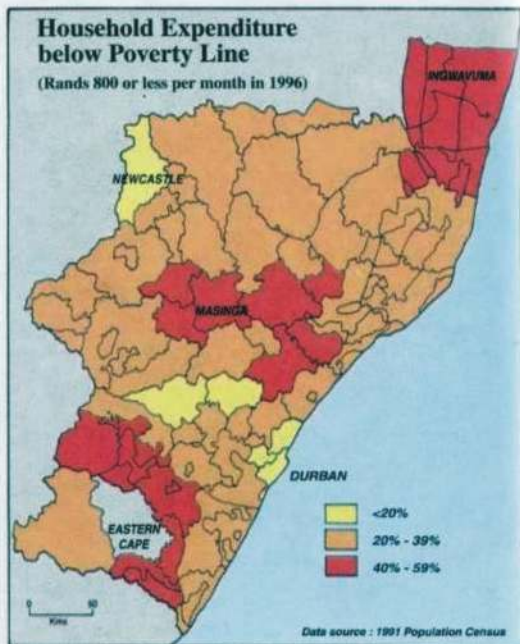 Household Expenditure
below Poverty Line
(Rands 800 or less per month in 1996)
INGWAVUMA
NEWCASTLE
MASINGA
DURBAN
EASTERN
CAPE
<20%
20% - 39%
40% - 59%
0 50
Kms
Data source : 1991 Population Census